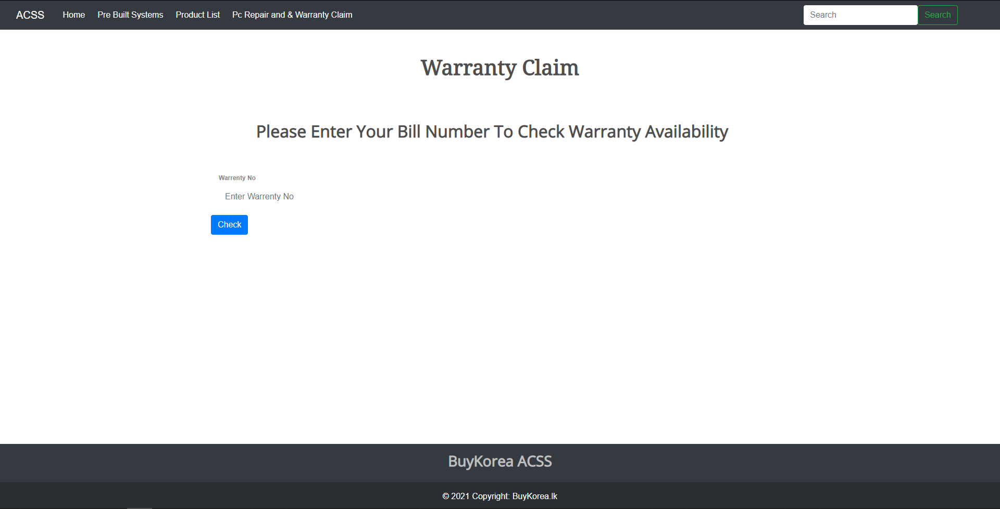 ACSS Home Pre Built Systems Product List Pc Repair and & Warranty Claim Search Search
Warranty Claim
Please Enter Your Bill Number To Check Warranty Availability
Warrenty No
Enter Warrenty No
Check
BuyKorea ACSS
© 2021 Copyright: BuyKorea.lk